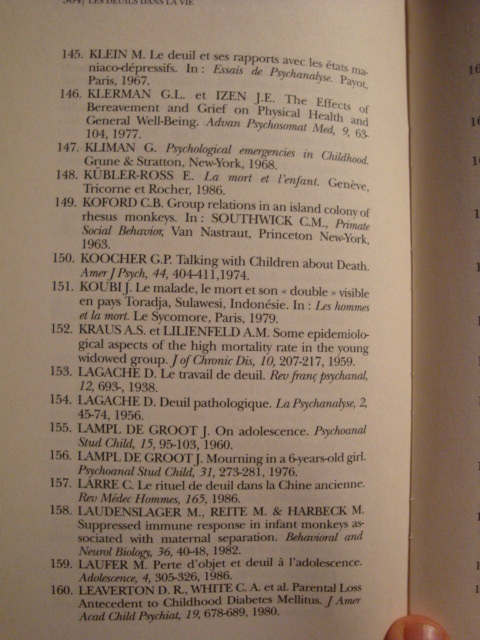 304/ LES DEUILS DANS LA VIE
145. KLEIN M. Le deuil et ses rapports avec les états ma-
niaco-dépressifs. In : Essais de Psychanalyse. Payot,
Paris, 1967.
146. KLERMAN G.L. et IZEN J.E. The Effects of
Bereavement and Grief on Physical Health and
General Well-Being. Advan Psychosomat Med, 9, 63-
104, 1977.
147. KLIMAN G. Psychological emergencies in Childhood.
Grune & Stratton, New-York, 1968.
148. KÜBLER-ROSS E. La mort et l'enfant. Genève,
Tricorne et Rocher, 1986.
149. KOFORD C.B. Group relations in an island colony of
rhesus monkeys. In : SOUTHWICK C.M., Primate
Social Behavior, Van Nastraut, Princeton New-York,
1963.
150. KOOCHER G.P. Talking with Children about Death.
Amer J Psych, 44, 404-411,1974.
151. KOUBI J. Le malade, le mort et son « double » visible
en pays Toradja, Sulawesi, Indonésie. In : Les hommes
et la mort. Le Sycomore, Paris, 1979.
152. KRAUS A.S. et LILIENFELD A.M. Some epidemiolo-
gical aspects of the high mortality rate in the young
widowed group. J of Chronic Dis, 10, 207-217, 1959.
153. LAGACHE D. Le travail de deuil. Rev franç psychanal,
12, 693-, 1938.
154. LAGACHE D. Deuil pathologique. La Psychanalyse, 2,
45-74, 1956.
155. LAMPL DE GROOT J. On adolescence. Psychoanal
Stud Child, 15, 95-103, 1960.
156. LAMPL DE GROOT J. Mourning in a 6-years-old girl.
Psychoanal Stud Child, 31, 273-281, 1976.
157. LARRE C. Le rituel de deuil dans la Chine ancienne.
Rev Médec Hommes, 165, 1986.
158. LAUDENSLAGER M., REITE M. & HARBECK M.
Suppressed immune response in infant monkeys as-
sociated with maternal separation. Behavioral and
Neurol Biology, 36, 40-48, 1982.
159. LAUFER M. Perte d'objet et deuil à l'adolescence.
Adolescence, 4, 305-326, 1986.
160. LEAVERTON D. R., WHITE C. A. et al. Parental Loss
Antecedent to Childhood Diabetes Mellitus. J Amer
Acad Child Psychiat, 19, 678-689, 1980.